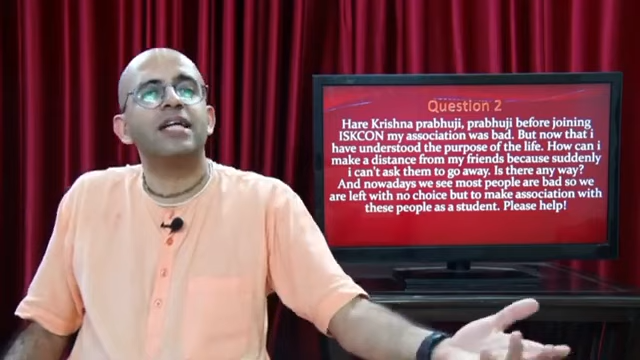 Question 2
Hare Krishna prabhuji, prabhuji before joining
ISKCON my association was bad. But now that i
have understood the purpose of the life. How can i
make a distance from my friends because suddenly
i can't ask them to go away. Is there any way?
And nowadays we see most people are bad so we
are left with no choice but to make association with
these people as a student. Please help!